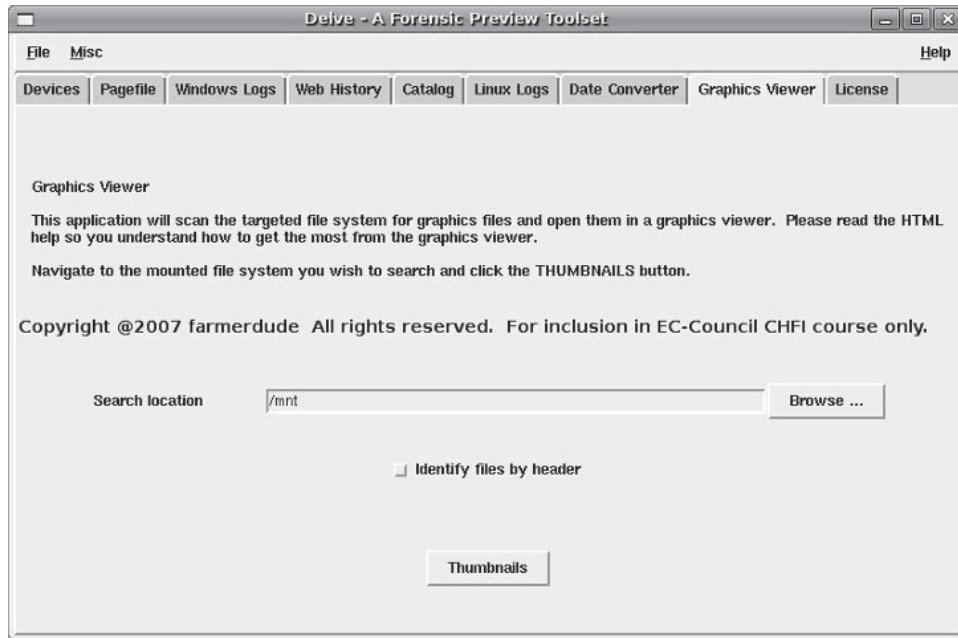 Delve - A Forensic Preview Toolset
File Misc Help
Devices Pagefile Windows Logs Web History Catalog Linux Logs Date Converter Graphics Viewer License
Graphics Viewer
This application will scan the targeted file system for graphics files and open them in a graphics viewer. Please read the HTML
help so you understand how to get the most from the graphics viewer.
Navigate to the mounted file system you wish to search and click the THUMBNAILS button.
Copyright @2007 farmerdude All rights reserved. For inclusion in EC-Council CHFI course only.
Search location /mnt Browse ...
Identify files by header
Thumbnails